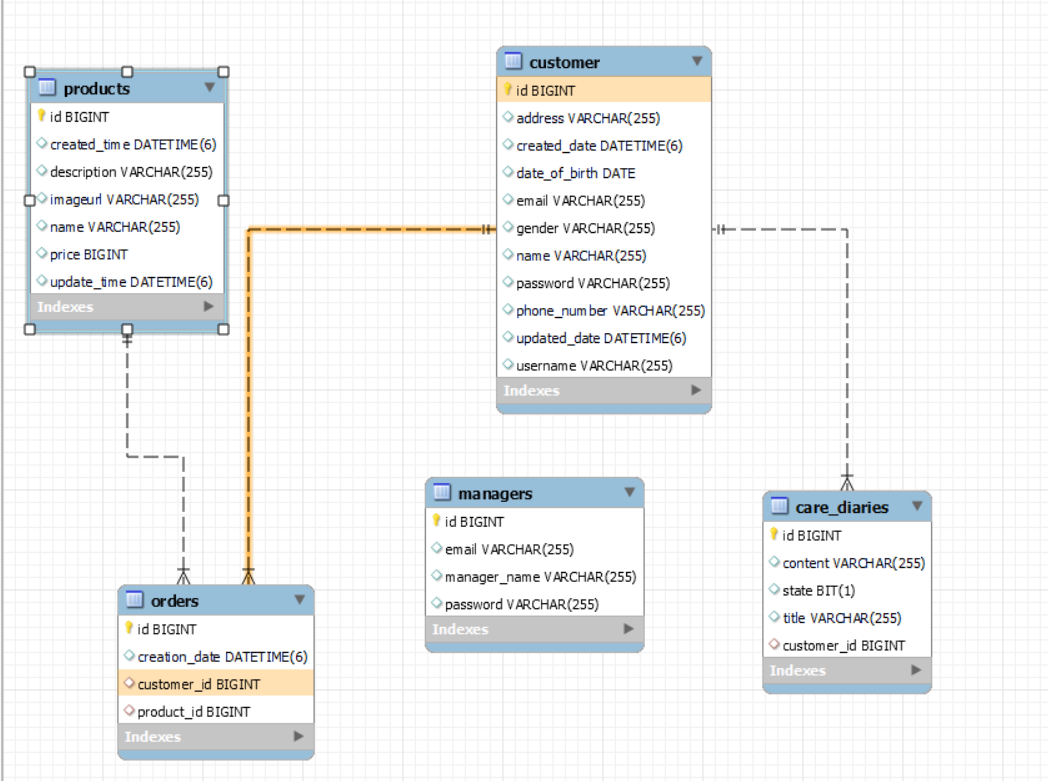 products
id BIGINT
created_time DATETIME(6)
description VARCHAR(255)
imageurl VARCHAR(255)
name VARCHAR(255)
price BIGINT
update_time DATETIME(6)
Indexes
customer
id BIGINT
address VARCHAR(255)
created_date DATETIME(6)
date_of_birth DATE
email VARCHAR(255)
gender VARCHAR(255)
name VARCHAR(255)
password VARCHAR(255)
phone_number VARCHAR(255)
updated_date DATETIME(6)
username VARCHAR(255)
Indexes
orders
id BIGINT
creation_date DATETIME(6)
customer_id BIGINT
product_id BIGINT
Indexes
managers
id BIGINT
email VARCHAR(255)
manager_name VARCHAR(255)
password VARCHAR(255)
Indexes
care_diaries
id BIGINT
content VARCHAR(255)
state BIT(1)
title VARCHAR(255)
customer_id BIGINT
Indexes